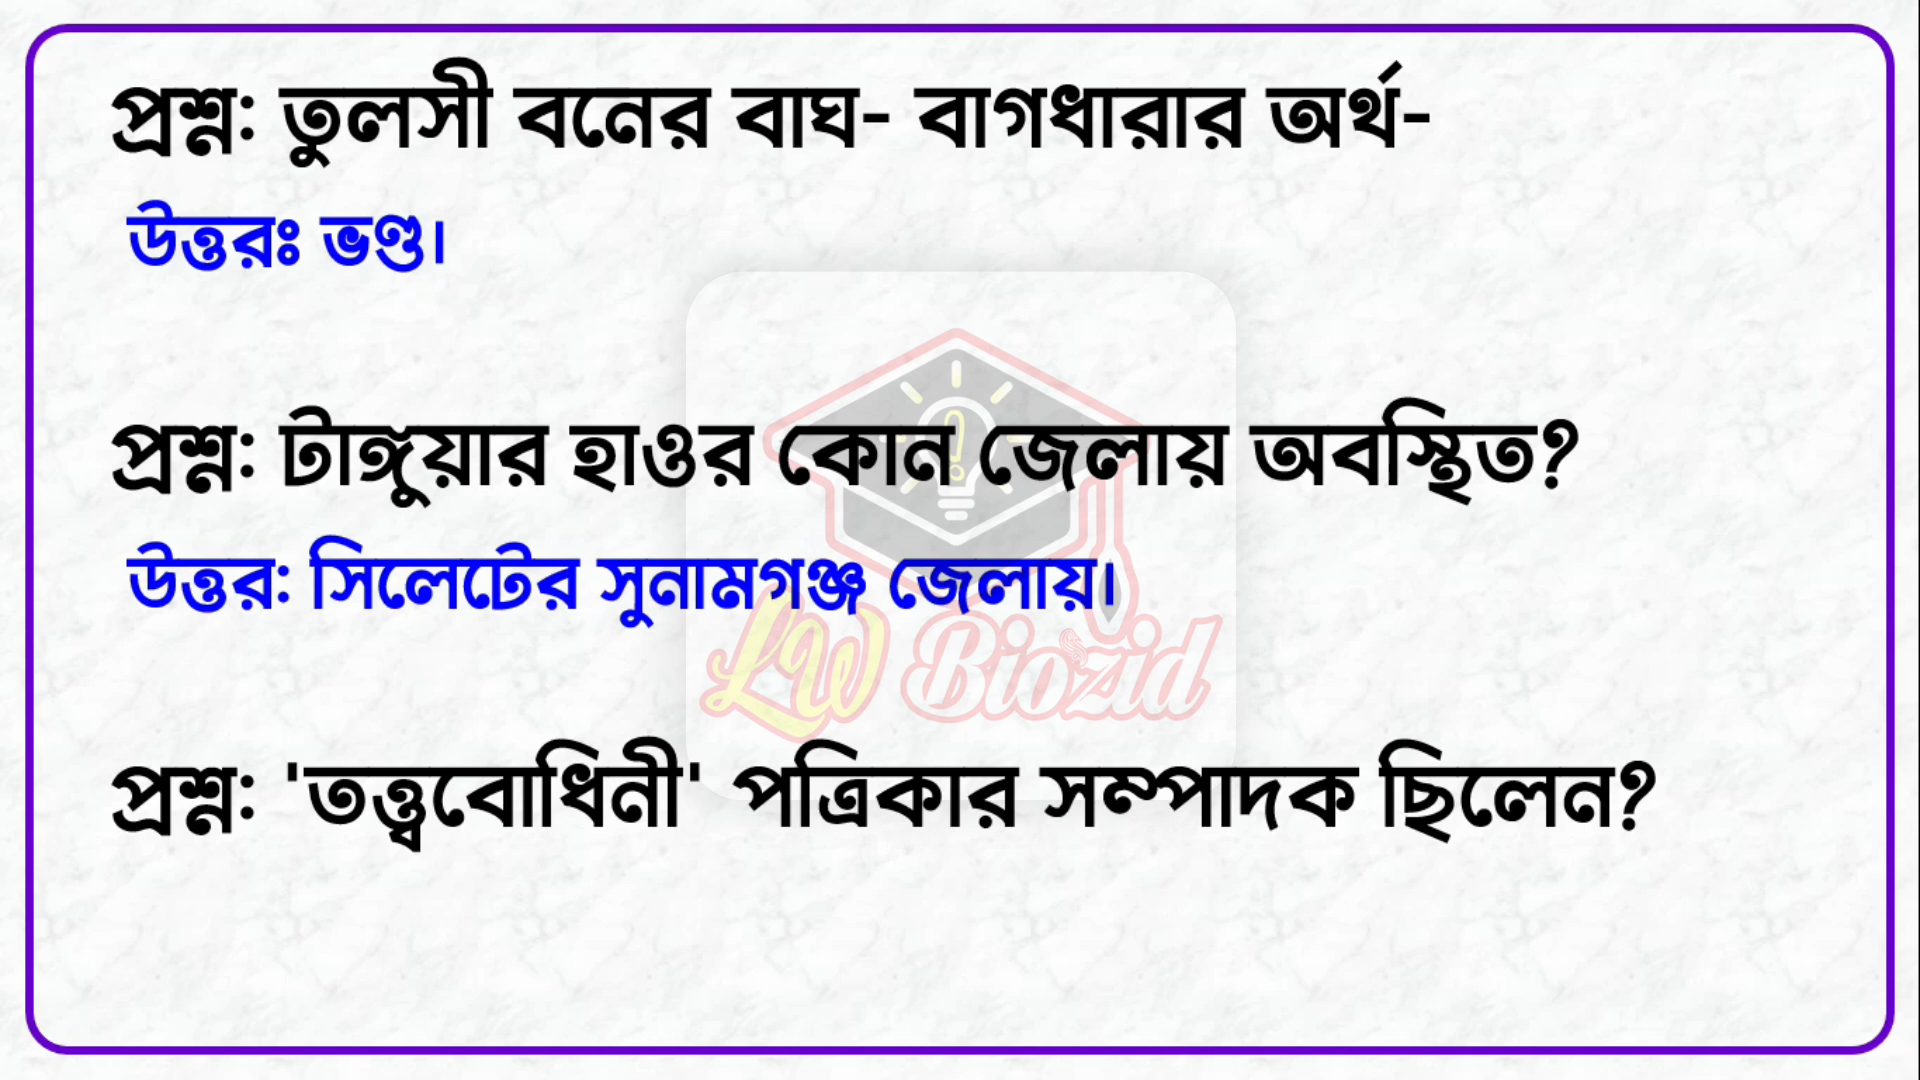 প্রশ্ন: তুলসী বনের বাঘ- বাগধারার অর্থ-
উত্তরঃ ভণ্ড।
প্রশ্ন: টাঙ্গুয়ার হাওর কোন জেলায় অবস্থিত?
উত্তর: সিলেটের সুনামগঞ্জ জেলায়।
LW Biozid
প্রশ্ন: 'তত্ত্ববোধিনী' পত্রিকার সম্পাদক ছিলেন?